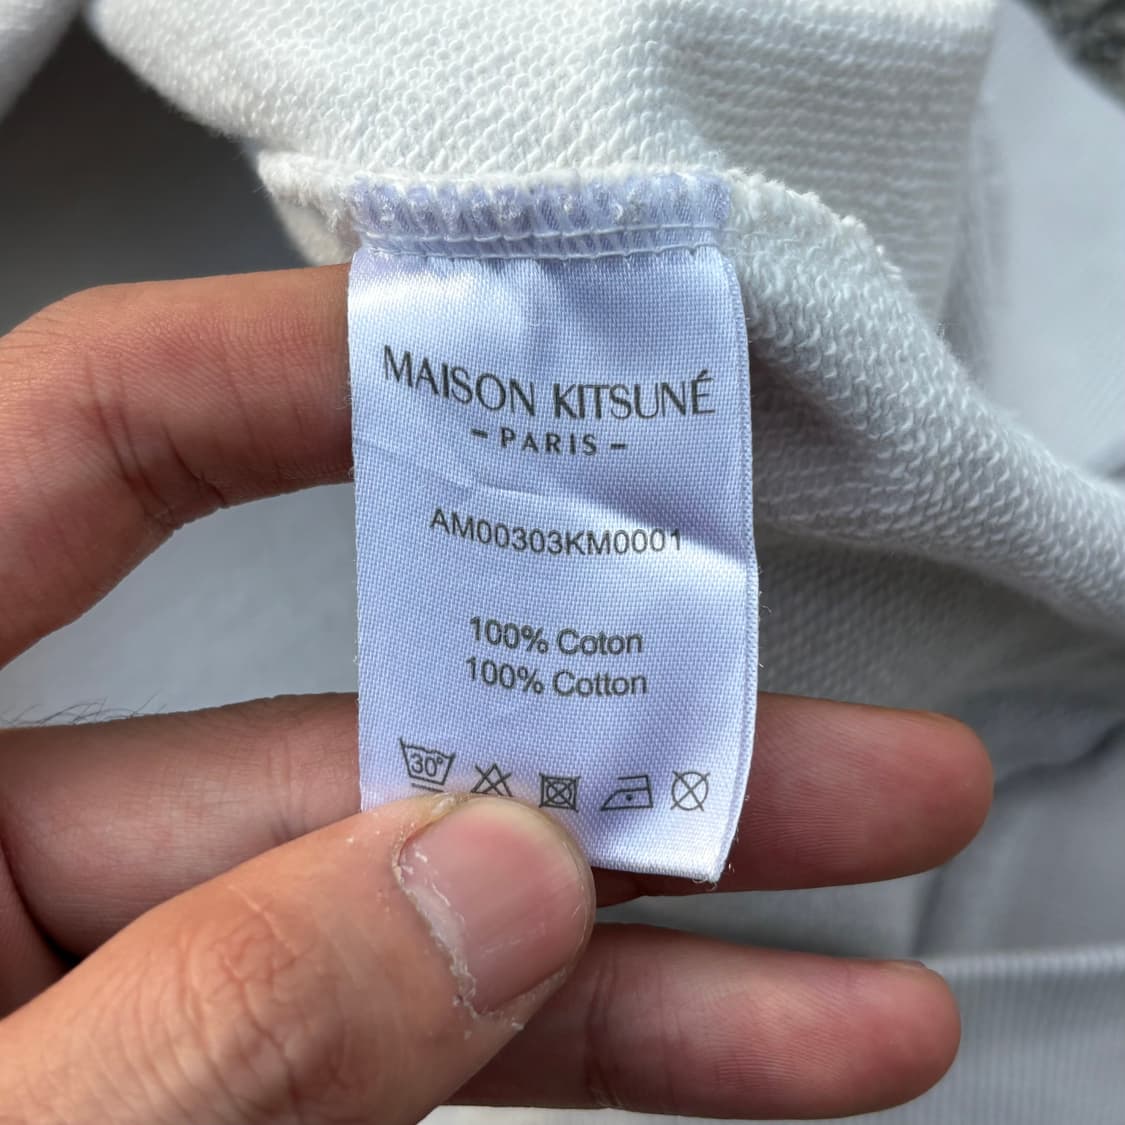 MAISON KITSUNÉ
- PARIS -
AM00303KM0001
100% Coton
100% Cotton
30°